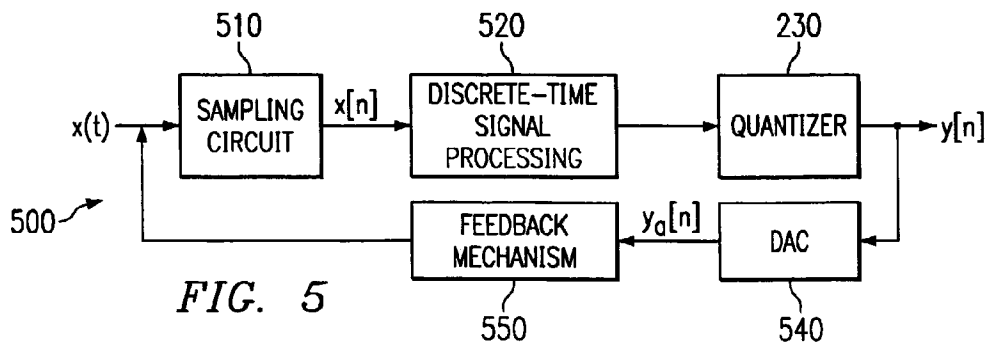 510
520
230
x(t)
SAMPLING
CIRCUIT
x[n]
DISCRETE-TIME
SIGNAL
PROCESSING
QUANTIZER
y[n]
500
FEEDBACK
MECHANISM
ya[n]
DAC
FIG. 5
550
540